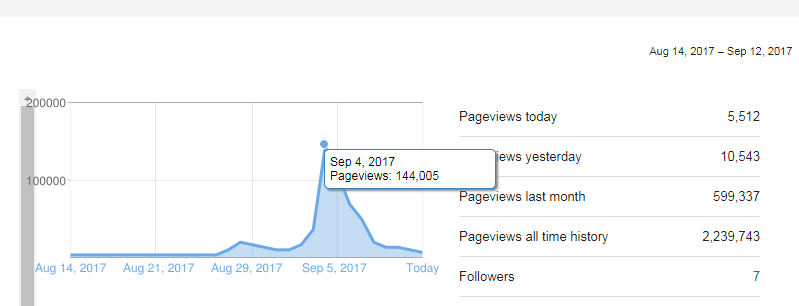 Aug 14, 2017 – Sep 12, 2017
200000
100000
Sep 4, 2017
Pageviews: 144,005
Aug 14, 2017 Aug 21, 2017 Aug 29, 2017 Sep 5, 2017 Today
Pageviews today 5,512
iews yesterday 10,543
Pageviews last month 599,337
Pageviews all time history 2,239,743
Followers 7